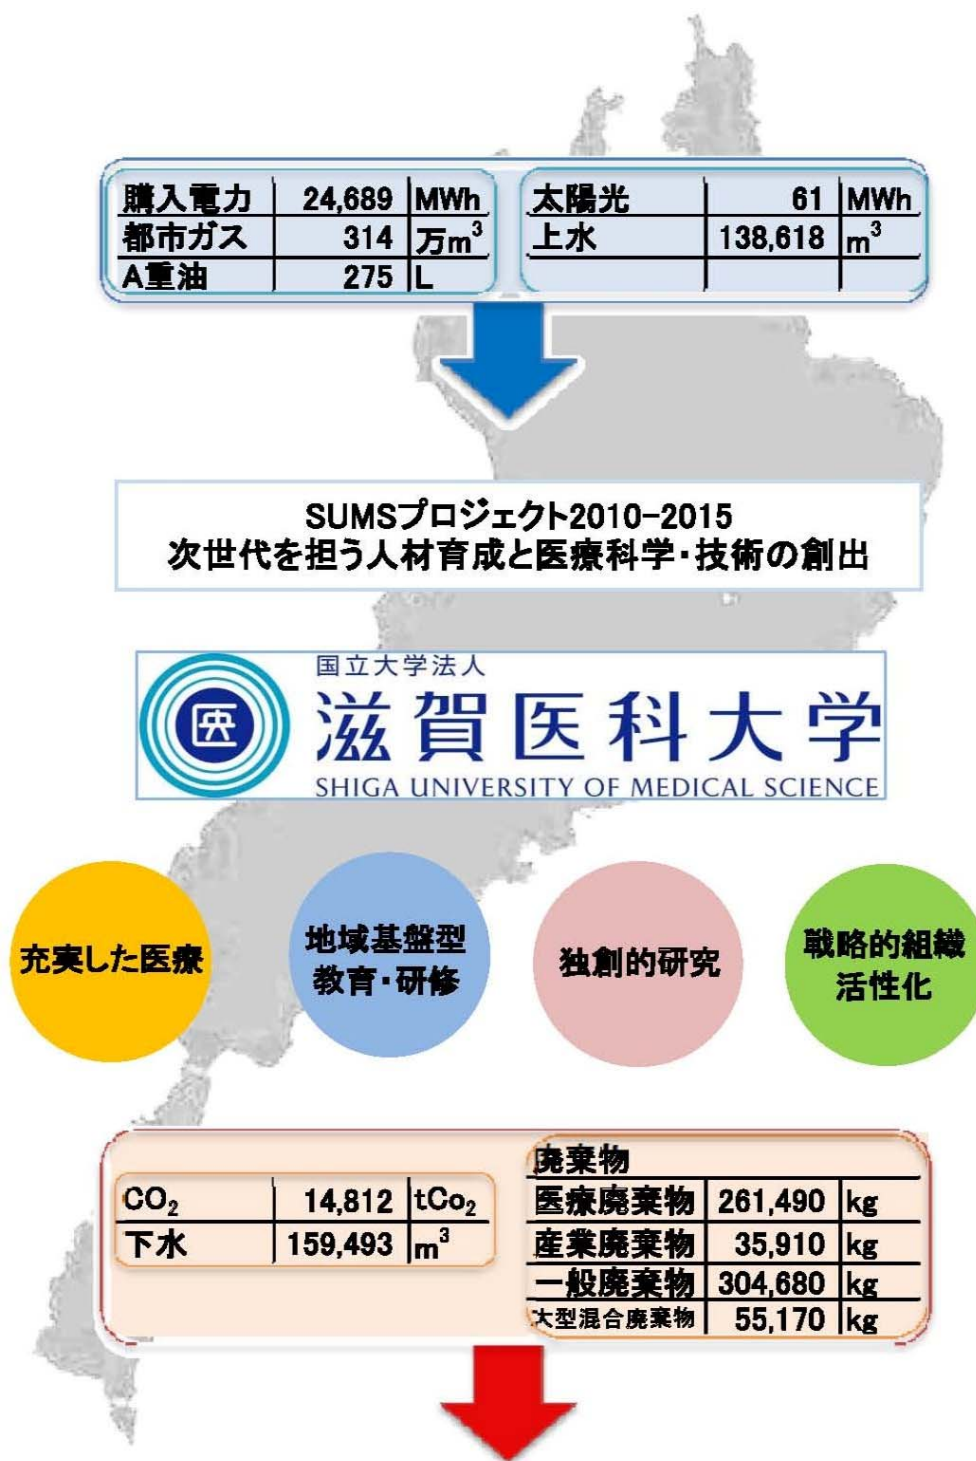 購入電力 24,689 MWh
都市ガス 314 万m³
A重油 275 L
太陽光 61 MWh
上水 138,618 m³
SUMSプロジェクト2010-2015
次世代を担う人材育成と医療科学・技術の創出
国立大学法人
滋賀医科大学
SHIGA UNIVERSITY OF MEDICAL SCIENCE
充実した医療
地域基盤型
教育・研修
独創的研究
戦略的組織
活性化
CO₂ 14,812 tCo₂
下水 159,493 m³
廃棄物
医療廃棄物 261,490 kg
産業廃棄物 35,910 kg
一般廃棄物 304,680 kg
大型混合廃棄物 55,170 kg